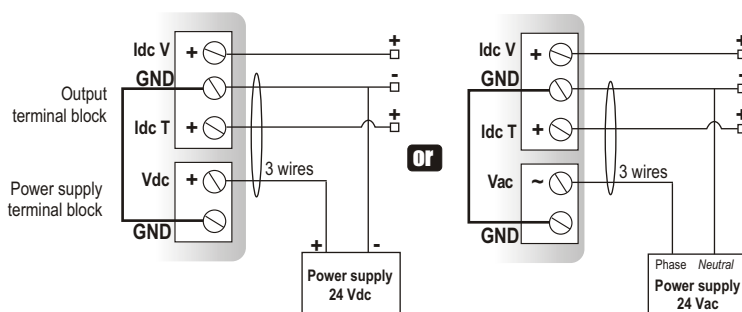 Idc V
+
+
GND
-
Output
terminal block
Idc T
+
+
Vdc
+
3 wires
Power supply
terminal block
GND
+
-
Power supply
24 Vdc
or
Idc V
+
+
GND
-
Idc T
+
+
Vac
~
3 wires
GND
Phase Neutral
Power supply
24 Vac